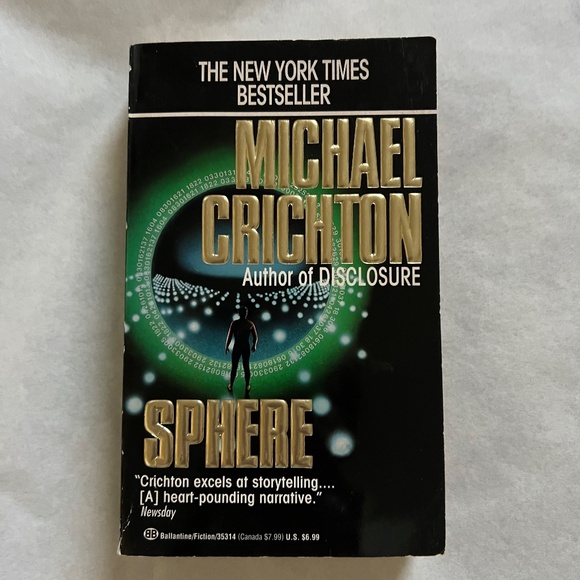 THE NEW YORK TIMES
BESTSELLER
MICHAEL
CRICHTON
Author of DISCLOSURE
SPHERE
"Crichton excels at storytelling....
[A] heart-pounding narrative."
Newsday
BB Ballantine/Fiction/35314 (Canada $7.99) U.S. $6.99